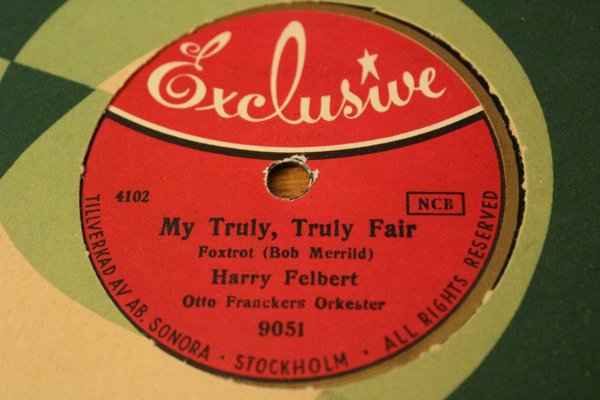 Exclusive
4102
NCB
My Truly, Truly Fair
Foxtrot (Bob Merrild)
Harry Felbert
Otto Franckers Orkester
9051
TILLVERKAD AV AB. SONORA · STOCKHOLM · ALL RIGHTS RESERVED